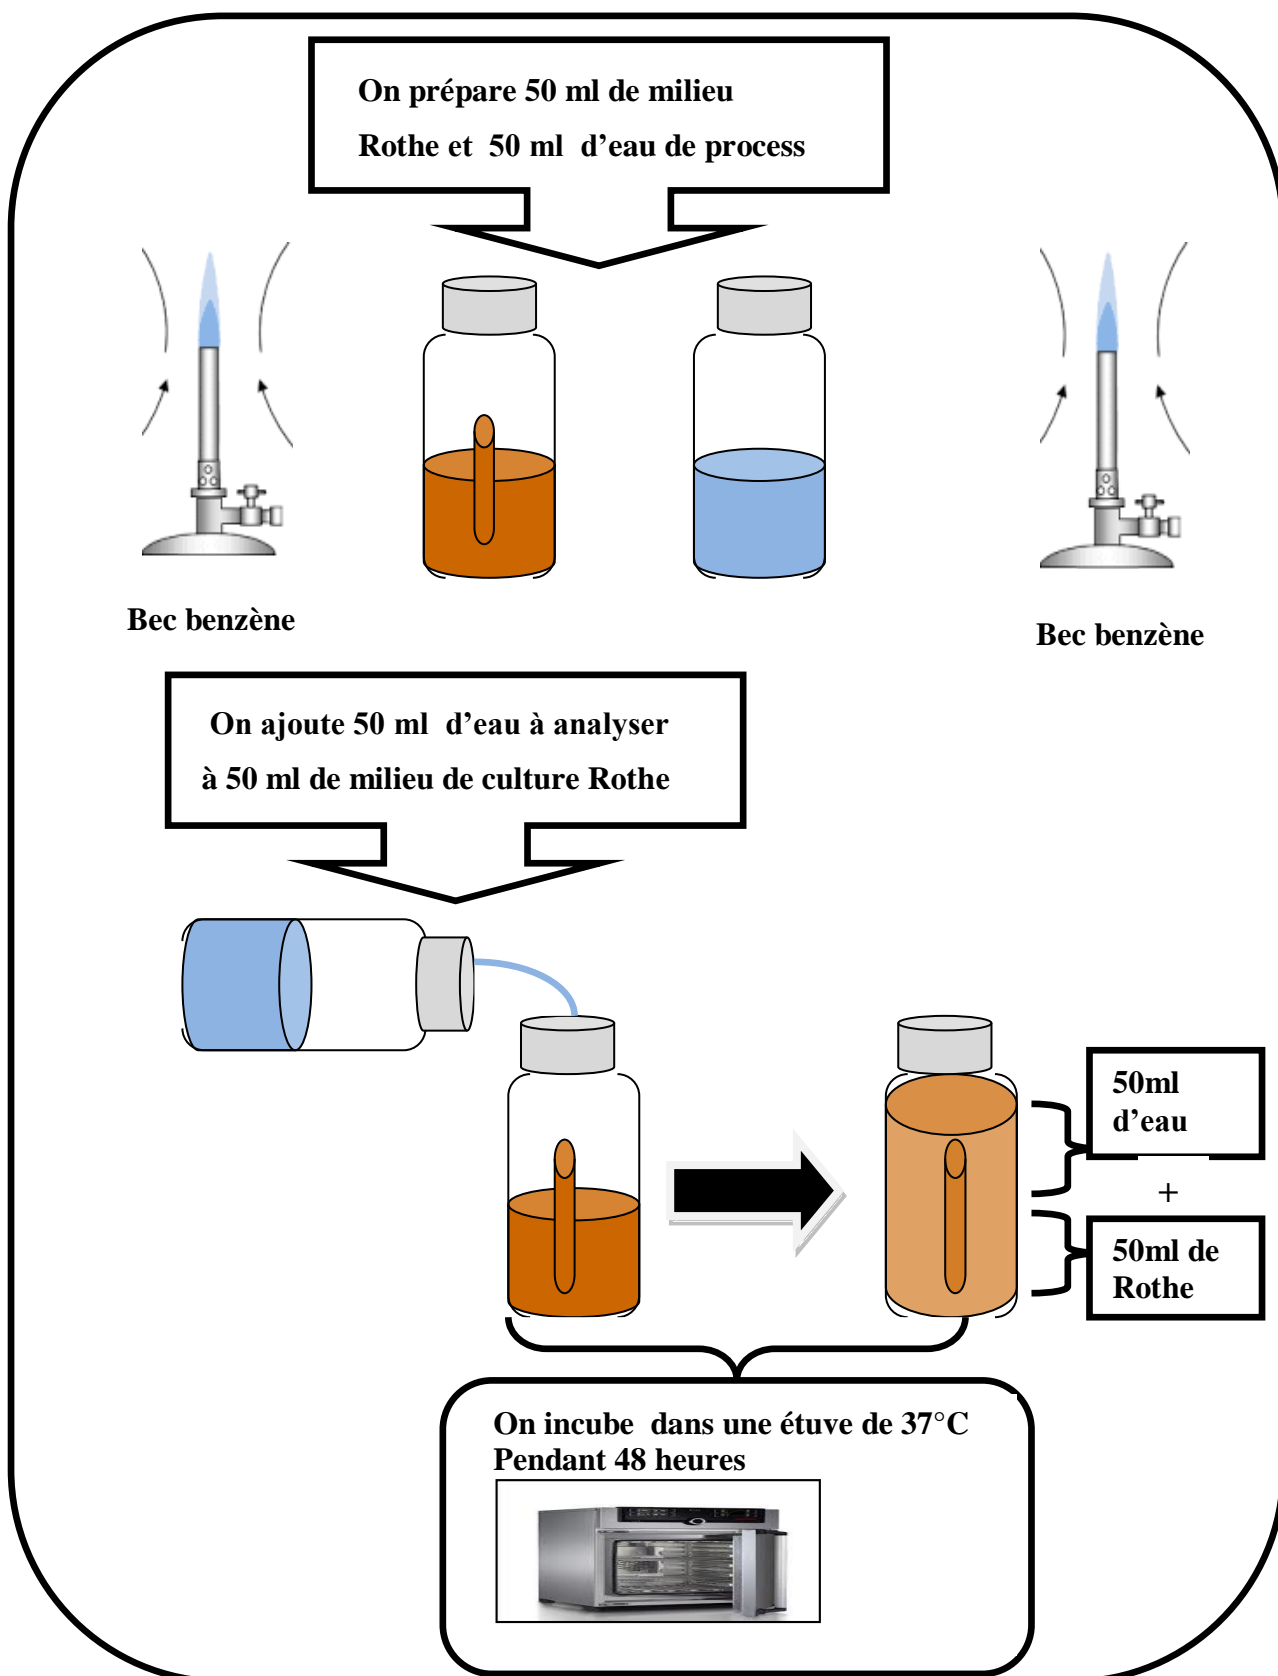 On prépare 50 ml de milieu
Rothe et 50 ml d’eau de process
Bec benzène
Bec benzène
On ajoute 50 ml d’eau à analyser
à 50 ml de milieu de culture Rothe
50ml
d’eau
+
50ml de
Rothe
On incube dans une étuve de 37°C
Pendant 48 heures